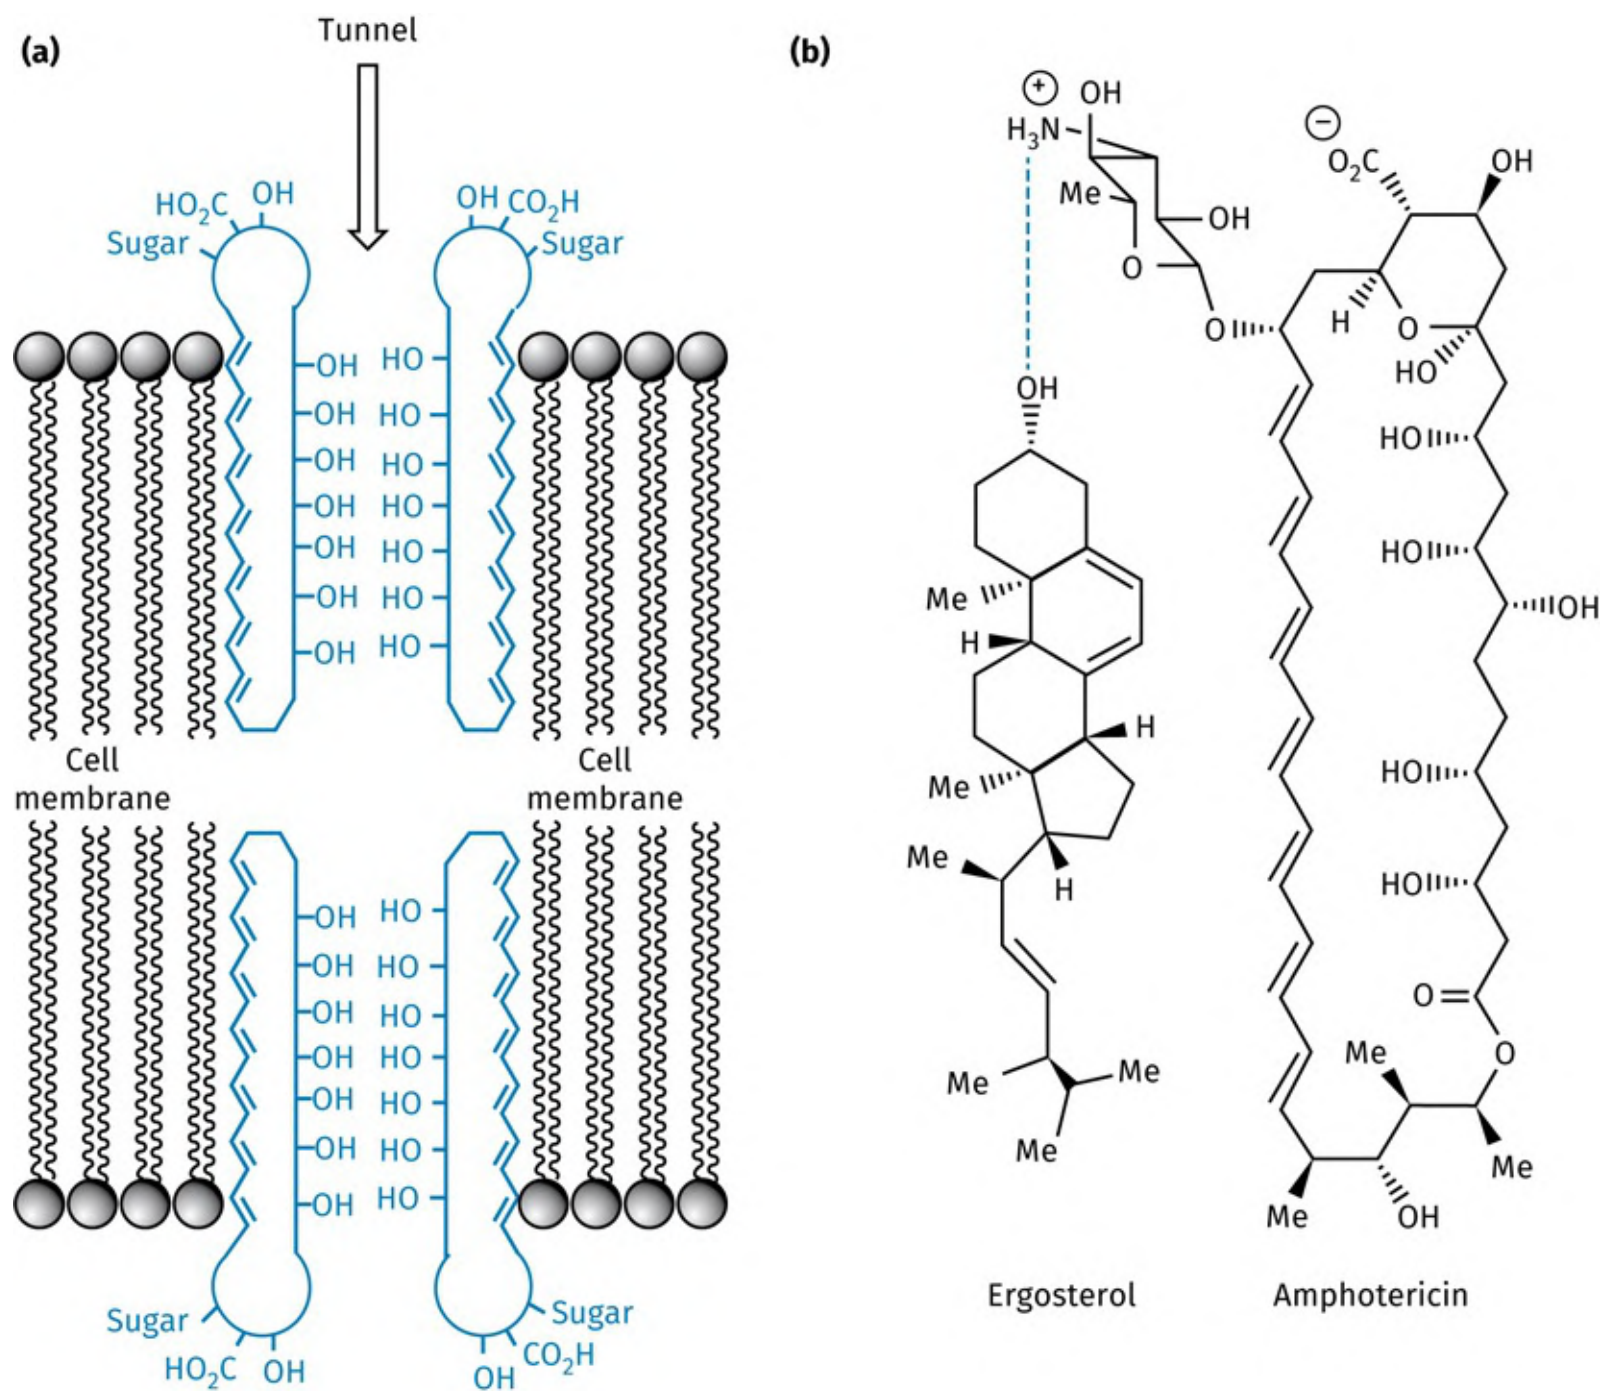 (a)
Tunnel
HO₂C OH
Sugar
OH CO₂H
Sugar
OH HO
OH HO
OH HO
OH HO
OH HO
OH HO
OH HO
Cell
membrane
Cell
membrane
OH HO
OH HO
OH HO
OH HO
OH HO
OH HO
OH HO
Sugar
HO₂C OH
Sugar
OH CO₂H
(b)
⊕ OH
H₃N
Me
OH
O
O
OH
Me
H
Me
H
Me
H
Me
Me
Me
Ergosterol
⊖
O₂C
OH
H
O
HO
HO
HO
OH
HO
HO
O
O
Me
Me
Me
OH
Amphotericin